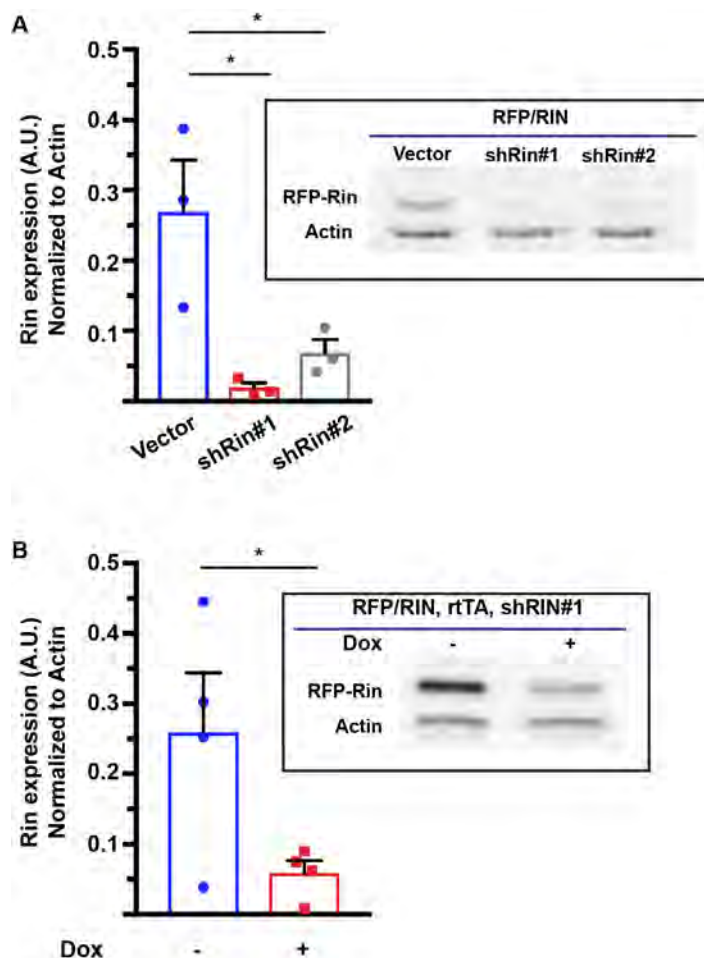 A
*
*
0.5
0.4
0.3
0.2
0.1
Rin expression (A.U.)
Normalized to Actin
RFP/RIN
Vector shRin#1 shRin#2
RFP-Rin
Actin
Vector shRin#1 shRin#2
B
*
0.5
0.4
0.3
0.2
0.1
Rin expression (A.U.)
Normalized to Actin
RFP/RIN, rtTA, shRIN#1
Dox - +
RFP-Rin
Actin
Dox - +